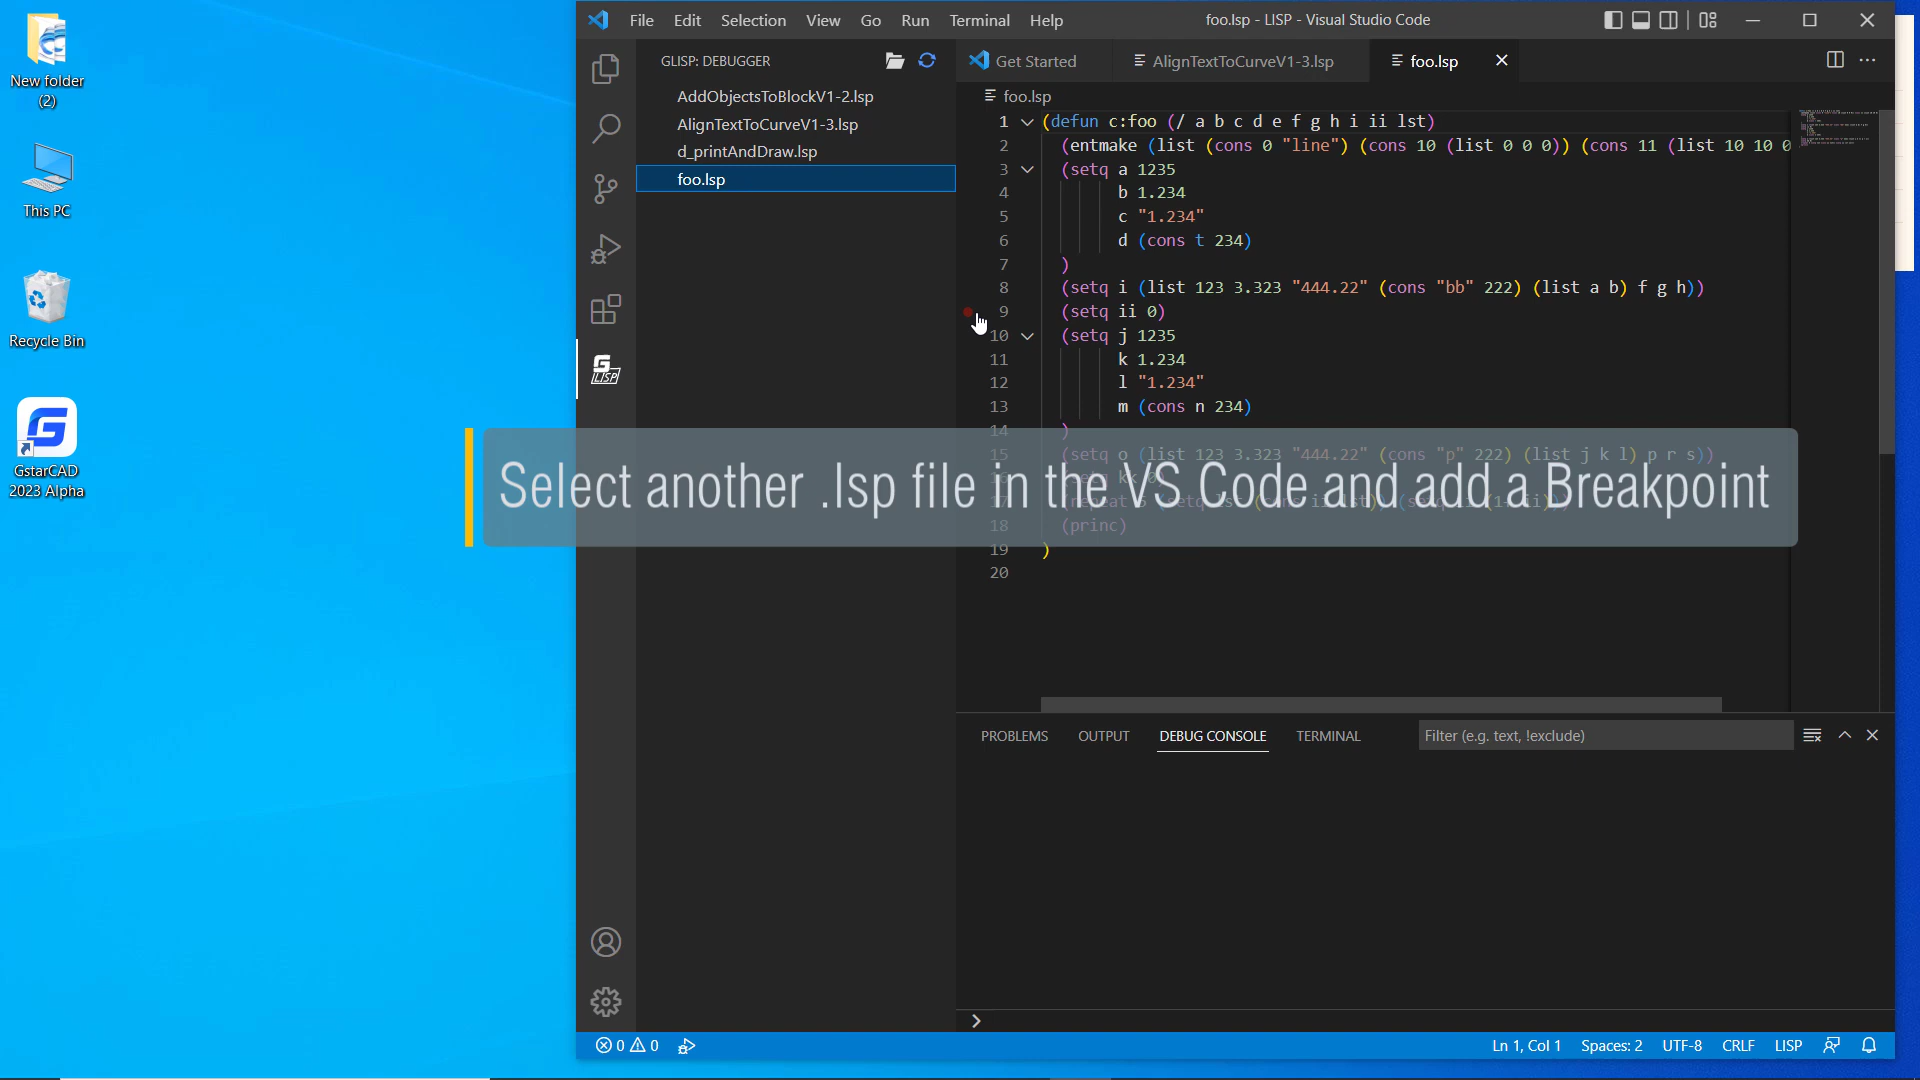 New folder
(2)
This PC
Recycle Bin
G
GstarCAD
2023 Alpha
File Edit Selection View Go Run Terminal Help
foo.lsp - LISP - Visual Studio Code
GLISP: DEBUGGER
AddObjectsToBlockV1-2.lsp
AlignTextToCurveV1-3.lsp
d_printAndDraw.lsp
foo.lsp
G
LISP
Get Started
AlignTextToCurveV1-3.lsp
foo.lsp
foo.lsp
1 (defun c:foo (/ a b c d e f g h i ii lst)
2 (entmake (list (cons 0 "line") (cons 10 (list 0 0 0)) (cons 11 (list 10 10 0
3 (setq a 1235
4 b 1.234
5 c "1.234"
6 d (cons t 234)
7 )
8 (setq i (list 123 3.323 "444.22" (cons "bb" 222) (list a b) f g h))
9 (setq ii 0)
10 (setq j 1235
11 k 1.234
12 l "1.234"
13 m (cons n 234)
14 )
15 (setq o (list 123 3.323 "444.22" (cons "p" 222) (list j k l) p r s))
Select another .lsp file in the VS Code and add a Breakpoint
18 (princ)
19 )
20
PROBLEMS OUTPUT DEBUG CONSOLE TERMINAL
Filter (e.g. text, !exclude)
0 0
Ln 1, Col 1 Spaces: 2 UTF-8 CRLF LISP